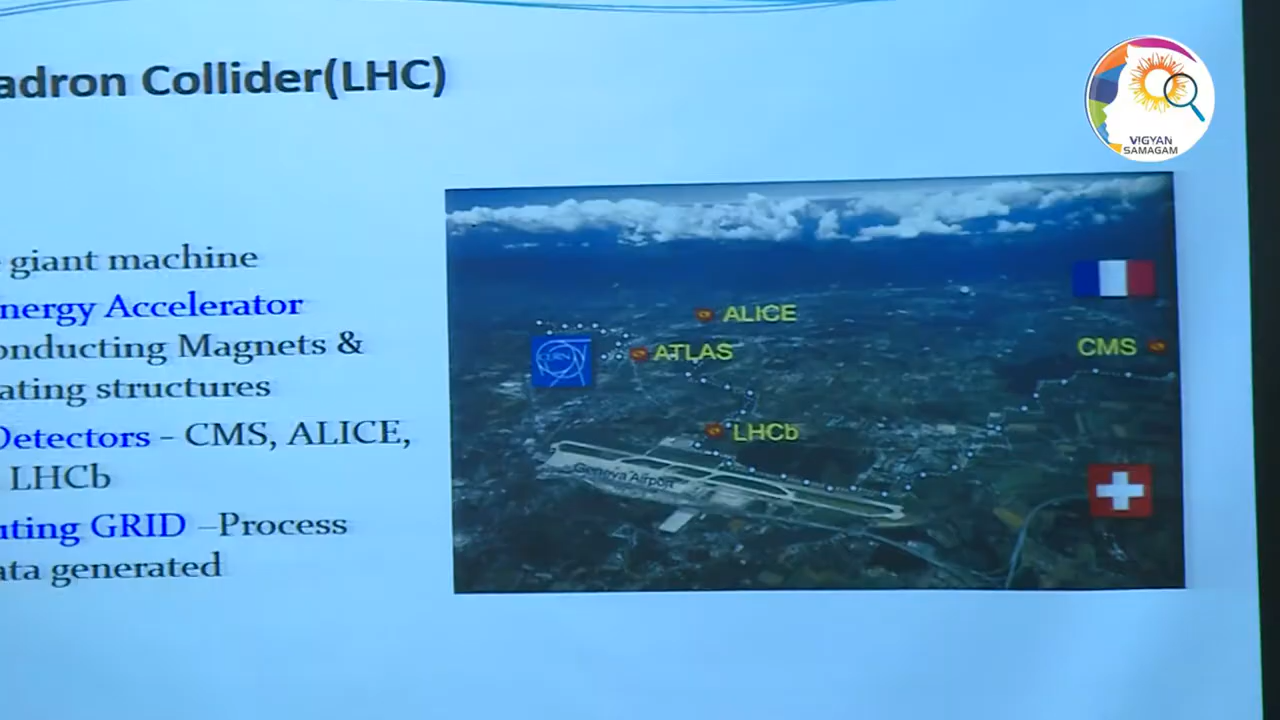 adron Collider(LHC)
VIGYAN
SAMAGAM
giant machine
nergy Accelerator
onducting Magnets &
ating structures
Detectors – CMS, ALICE,
LHCb
uting GRID –Process
ata generated
ALICE
CERN
ATLAS
CMS
LHCb
Geneva Airport